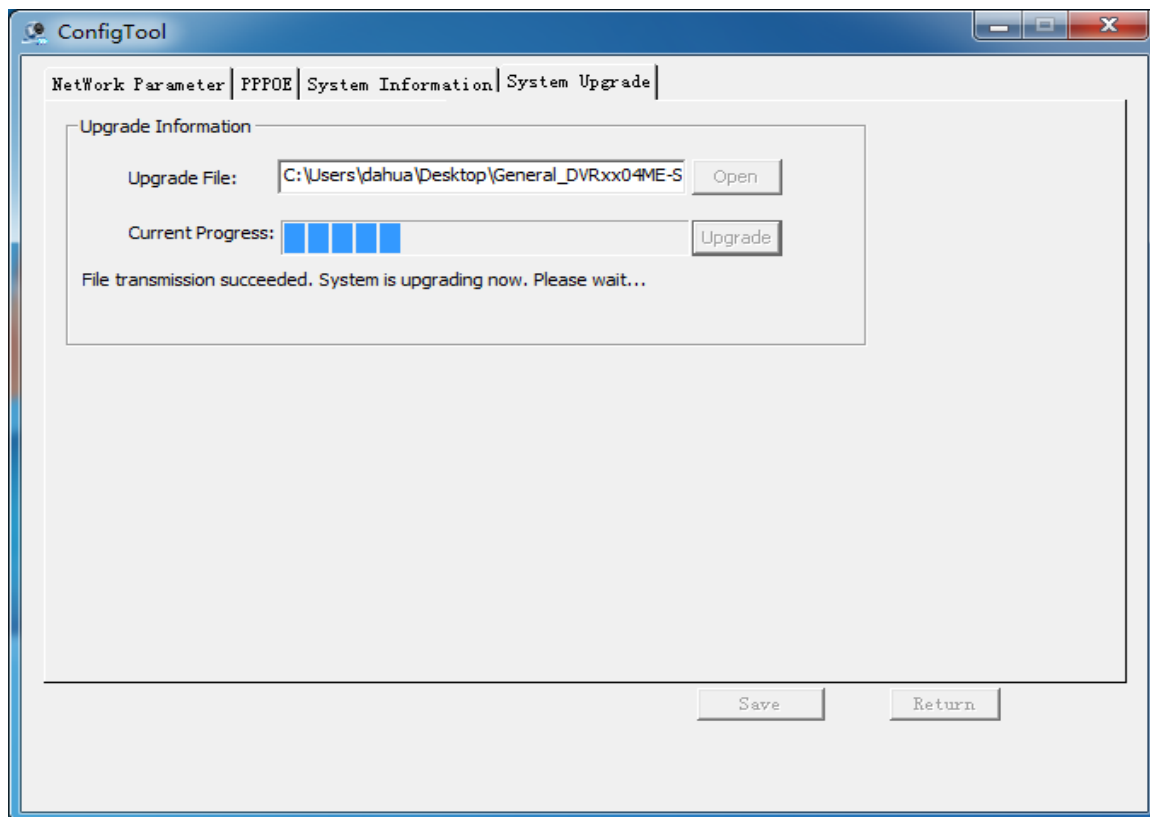 ConfigTool
NetWork Parameter PPPOE System Information System Upgrade
Upgrade Information
Upgrade File: C:\Users\dahua\Desktop\General_DVRxx04ME-S Open
Current Progress: Upgrade
File transmission succeeded. System is upgrading now. Please wait...
Save Return